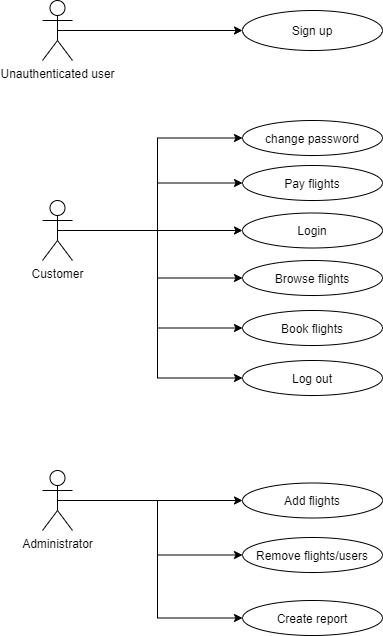 Sign up
Unauthenticated user
change password
Pay flights
Login
Customer
Browse flights
Book flights
Log out
Add flights
Administrator
Remove flights/users
Create report